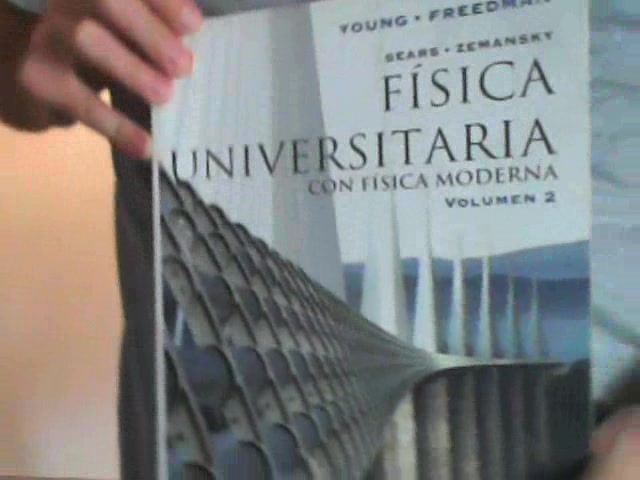 YOUNG • FREEDMAN
SEARS • ZEMANSKY
FÍSICA
UNIVERSITARIA
CON FÍSICA MODERNA
VOLUMEN 2